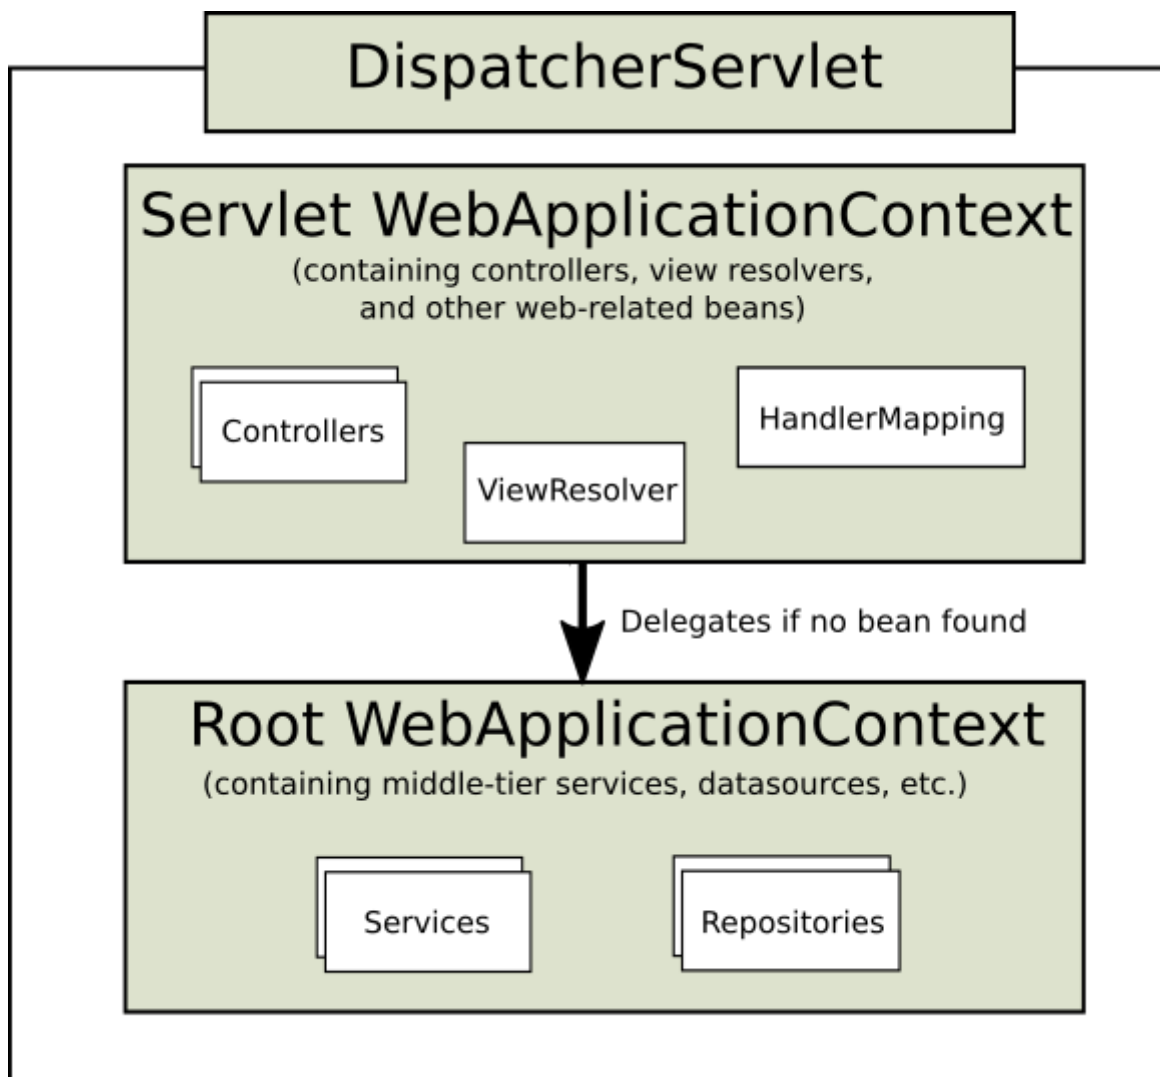 DispatcherServlet
Servlet WebApplicationContext
(containing controllers, view resolvers,
and other web-related beans)
Controllers
HandlerMapping
ViewResolver
Delegates if no bean found
Root WebApplicationContext
(containing middle-tier services, datasources, etc.)
Services
Repositories